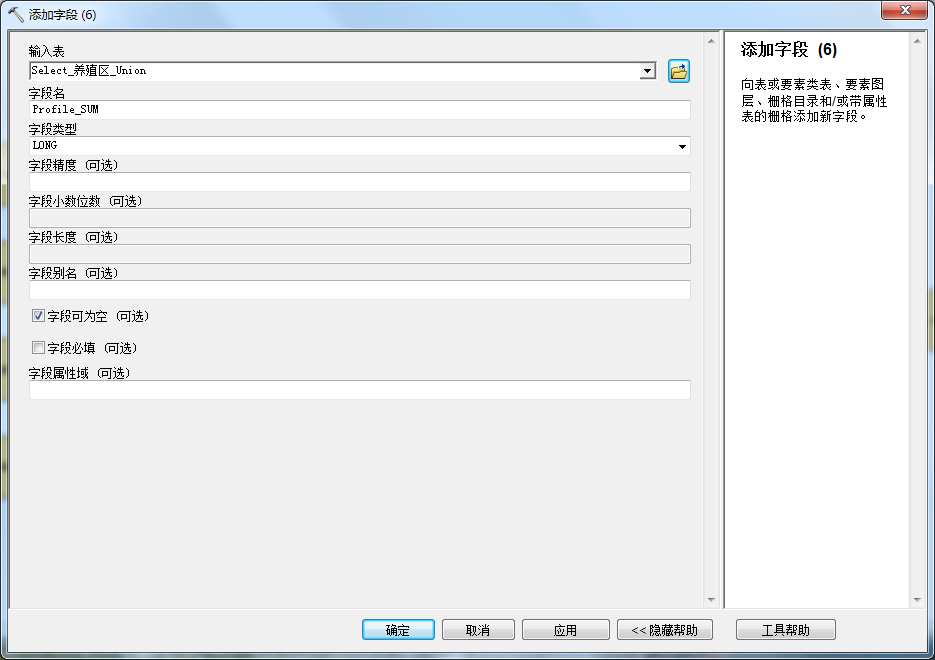 添加字段 (6)
输入表
Select_养殖区_Union
字段名
Profile_SUM
字段类型
LONG
字段精度 (可选)
字段小数位数 (可选)
字段长度 (可选)
字段别名 (可选)
字段可为空 (可选)
字段必填 (可选)
字段属性域 (可选)
添加字段 (6)
向表或要素类表、要素图
层、栅格目录和/或带属性
表的栅格添加新字段。
确定
取消
应用
<< 隐藏帮助
工具帮助